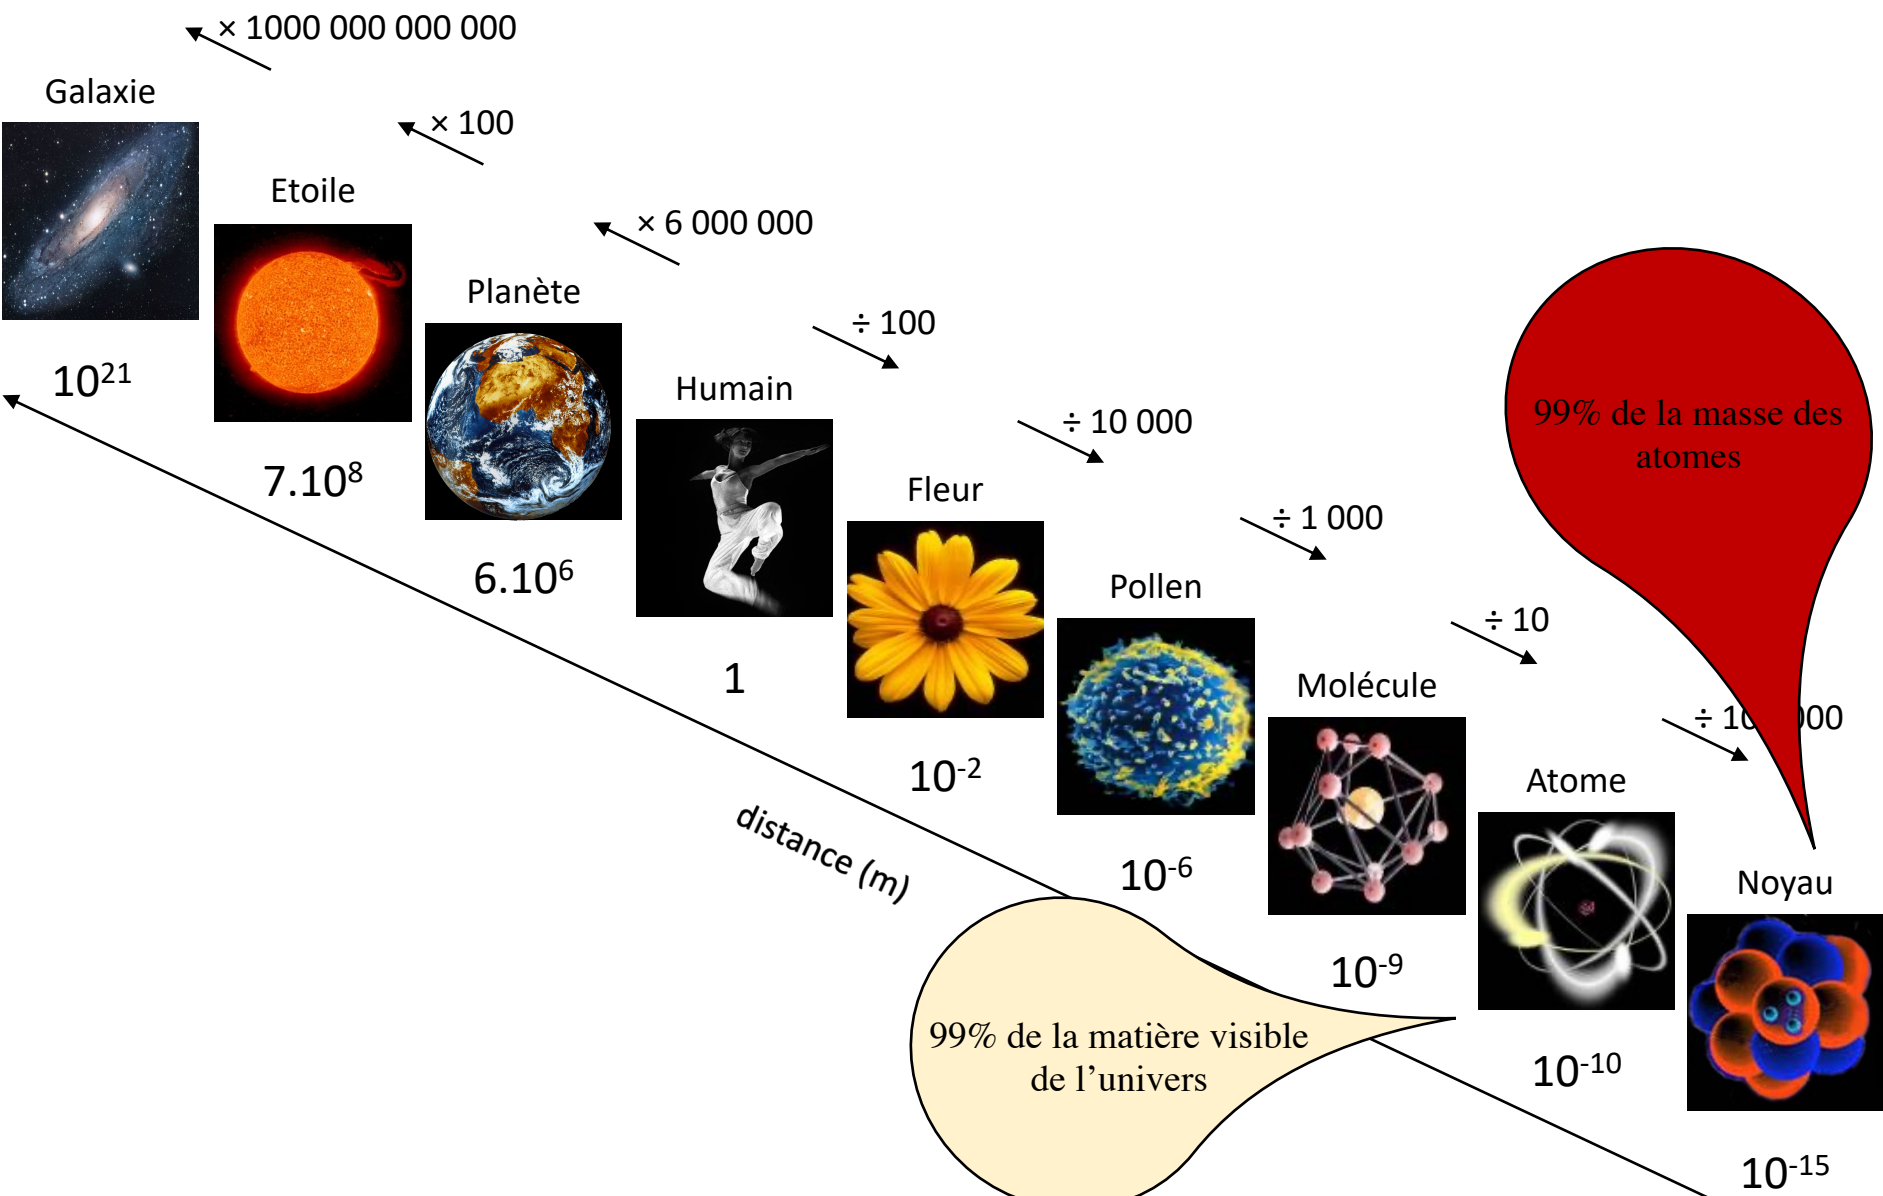 × 1000 000 000 000
Galaxie
10²¹
× 100
Etoile
7.10⁸
× 6 000 000
Planète
6.10⁶
Humain
1
÷ 100
Fleur
10⁻²
÷ 10 000
Pollen
10⁻⁶
÷ 1 000
Molécule
10⁻⁹
÷ 10
Atome
10⁻¹⁰
Noyau
10⁻¹⁵
distance (m)
99% de la masse des
atomes
99% de la matière visible
de l’univers